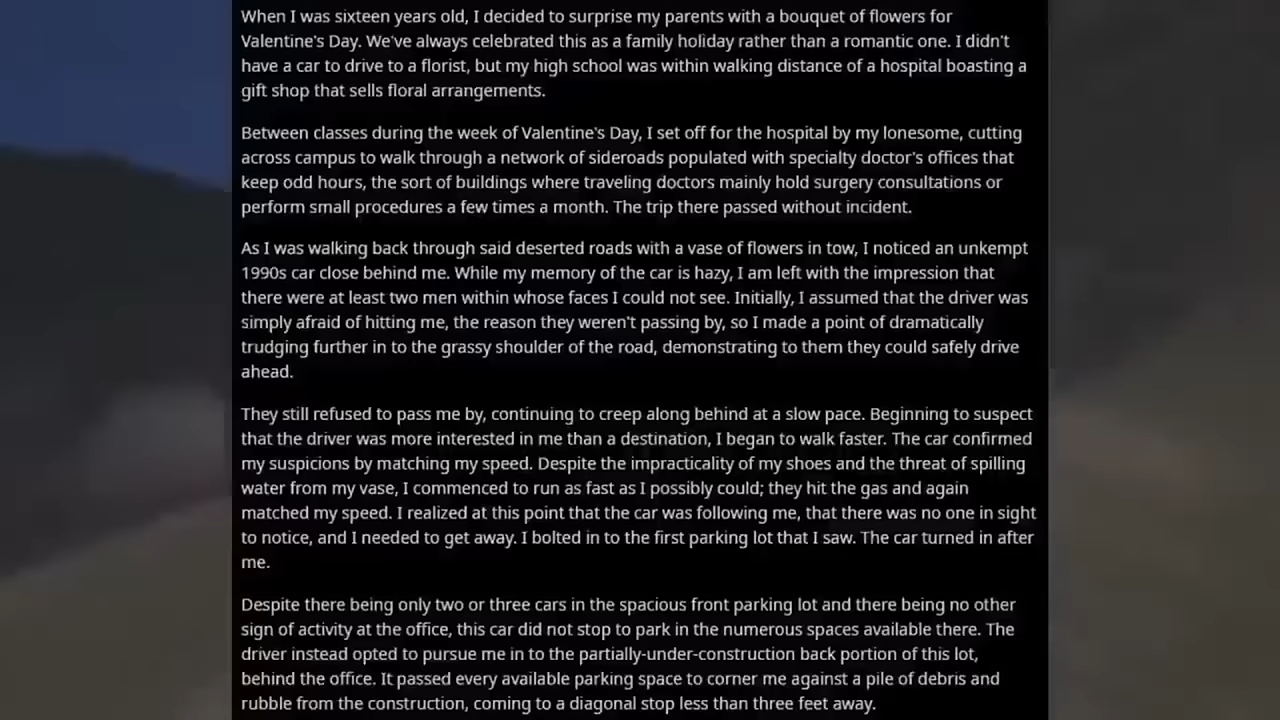 When I was sixteen years old, I decided to surprise my parents with a bouquet of flowers for
Valentine's Day. We've always celebrated this as a family holiday rather than a romantic one. I didn't
have a car to drive to a florist, but my high school was within walking distance of a hospital boasting a
gift shop that sells floral arrangements.
Between classes during the week of Valentine's Day, I set off for the hospital by my lonesome, cutting
across campus to walk through a network of sideroads populated with specialty doctor's offices that
keep odd hours, the sort of buildings where traveling doctors mainly hold surgery consultations or
perform small procedures a few times a month. The trip there passed without incident.
As I was walking back through said deserted roads with a vase of flowers in tow, I noticed an unkempt
1990s car close behind me. While my memory of the car is hazy, I am left with the impression that
there were at least two men within whose faces I could not see. Initially, I assumed that the driver was
simply afraid of hitting me, the reason they weren't passing by, so I made a point of dramatically
trudging further in to the grassy shoulder of the road, demonstrating to them they could safely drive
ahead.
They still refused to pass me by, continuing to creep along behind at a slow pace. Beginning to suspect
that the driver was more interested in me than a destination, I began to walk faster. The car confirmed
my suspicions by matching my speed. Despite the impracticality of my shoes and the threat of spilling
water from my vase, I commenced to run as fast as I possibly could; they hit the gas and again
matched my speed. I realized at this point that the car was following me, that there was no one in sight
to notice, and I needed to get away. I bolted in to the first parking lot that I saw. The car turned in after
me.
Despite there being only two or three cars in the spacious front parking lot and there being no other
sign of activity at the office, this car did not stop to park in the numerous spaces available there. The
driver instead opted to pursue me in to the partially-under-construction back portion of this lot,
behind the office. It passed every available parking space to corner me against a pile of debris and
rubble from the construction, coming to a diagonal stop less than three feet away.